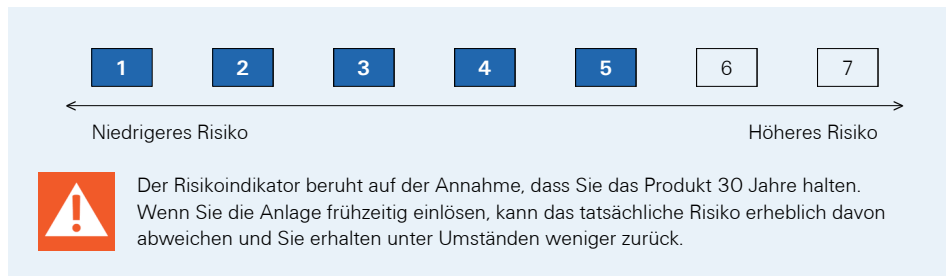 1 2 3 4 5 6 7
Niedrigeres Risiko Höheres Risiko
Der Risikoindikator beruht auf der Annahme, dass Sie das Produkt 30 Jahre halten.
Wenn Sie die Anlage frühzeitig einlösen, kann das tatsächliche Risiko erheblich davon
abweichen und Sie erhalten unter Umständen weniger zurück.